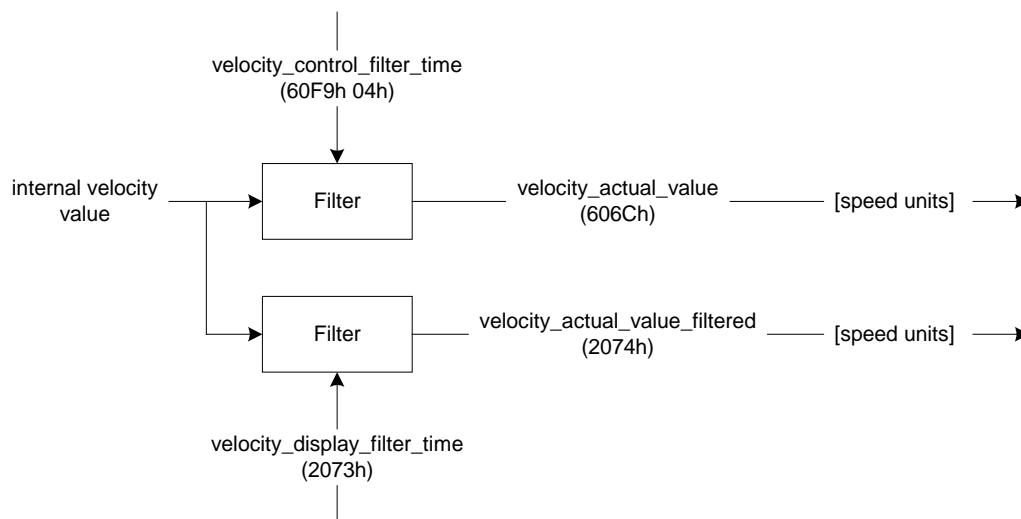 velocity_control_filter_time
(60F9h 04h)
internal velocity
value
Filter
velocity_actual_value
(606Ch)
[speed units]
Filter
velocity_actual_value_filtered
(2074h)
[speed units]
velocity_display_filter_time
(2073h)